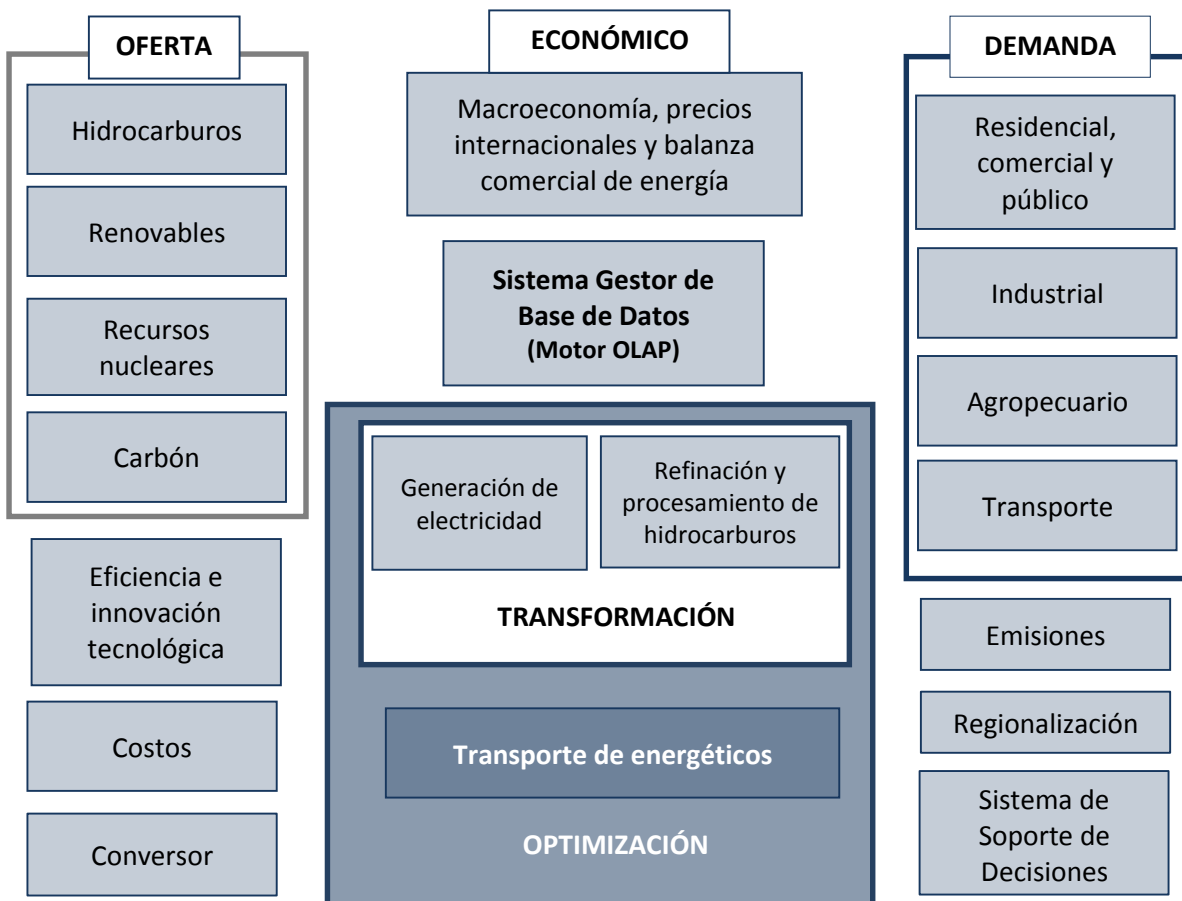 OFERTA
Hidrocarburos
Renovables
Recursos
nucleares
Carbón
Eficiencia e
innovación
tecnológica
Costos
Conversor
ECONÓMICO
Macroeconomía, precios
internacionales y balanza
comercial de energía
Sistema Gestor de
Base de Datos
(Motor OLAP)
Generación de
electricidad
Refinación y
procesamiento de
hidrocarburos
TRANSFORMACIÓN
Transporte de energéticos
OPTIMIZACIÓN
DEMANDA
Residencial,
comercial y
público
Industrial
Agropecuario
Transporte
Emisiones
Regionalización
Sistema de
Soporte de
Decisiones